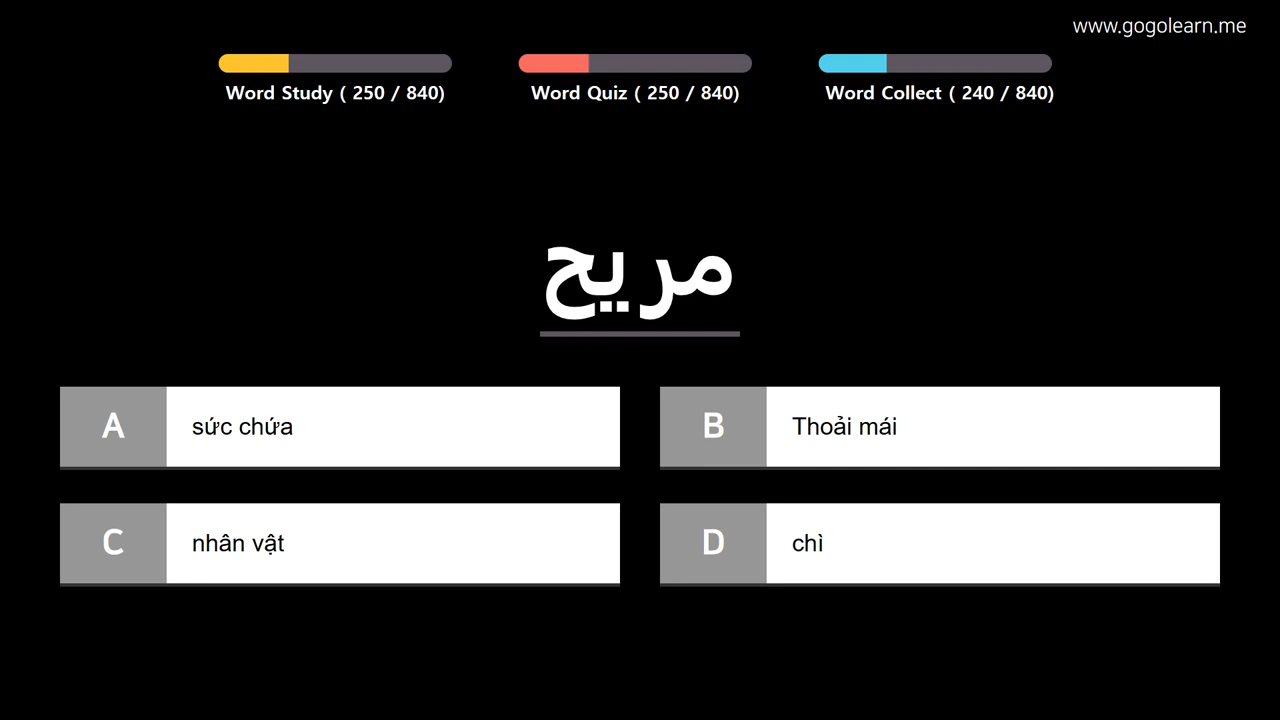 www.gogolearn.me
Word Study ( 250 / 840)
Word Quiz ( 250 / 840)
Word Collect ( 240 / 840)
مريح
A sức chứa
B Thoải mái
C nhân vật
D chì